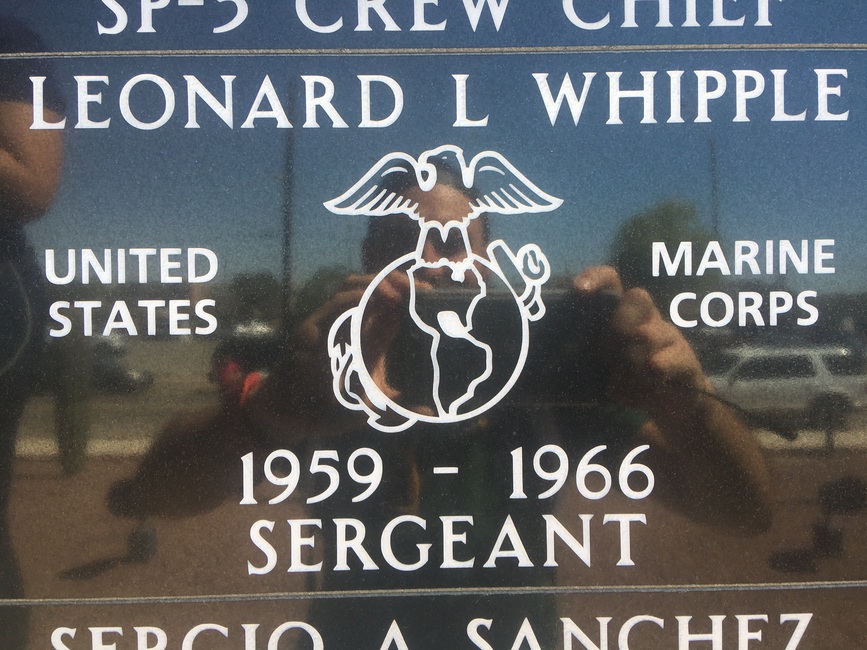 SP-5 CREW CHIEF
LEONARD L WHIPPLE
UNITED STATES
MARINE CORPS
1959 - 1966
SERGEANT
SERGIO A SANCHEZ